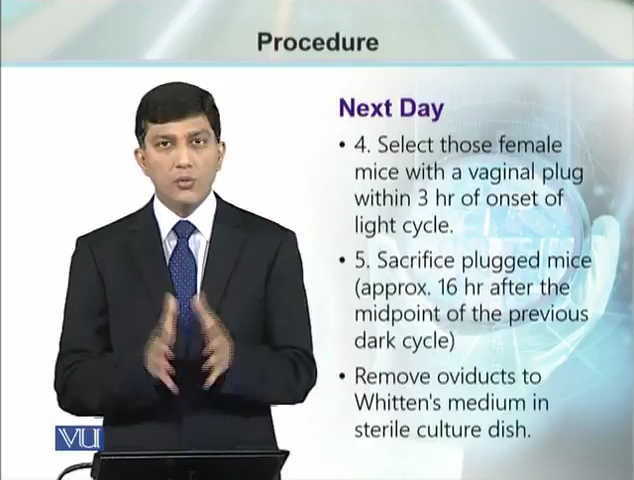 Procedure
Next Day
• 4. Select those female
mice with a vaginal plug
within 3 hr of onset of
light cycle.
• 5. Sacrifice plugged mice
(approx. 16 hr after the
midpoint of the previous
dark cycle)
• Remove oviducts to
Whitten's medium in
sterile culture dish.
VU